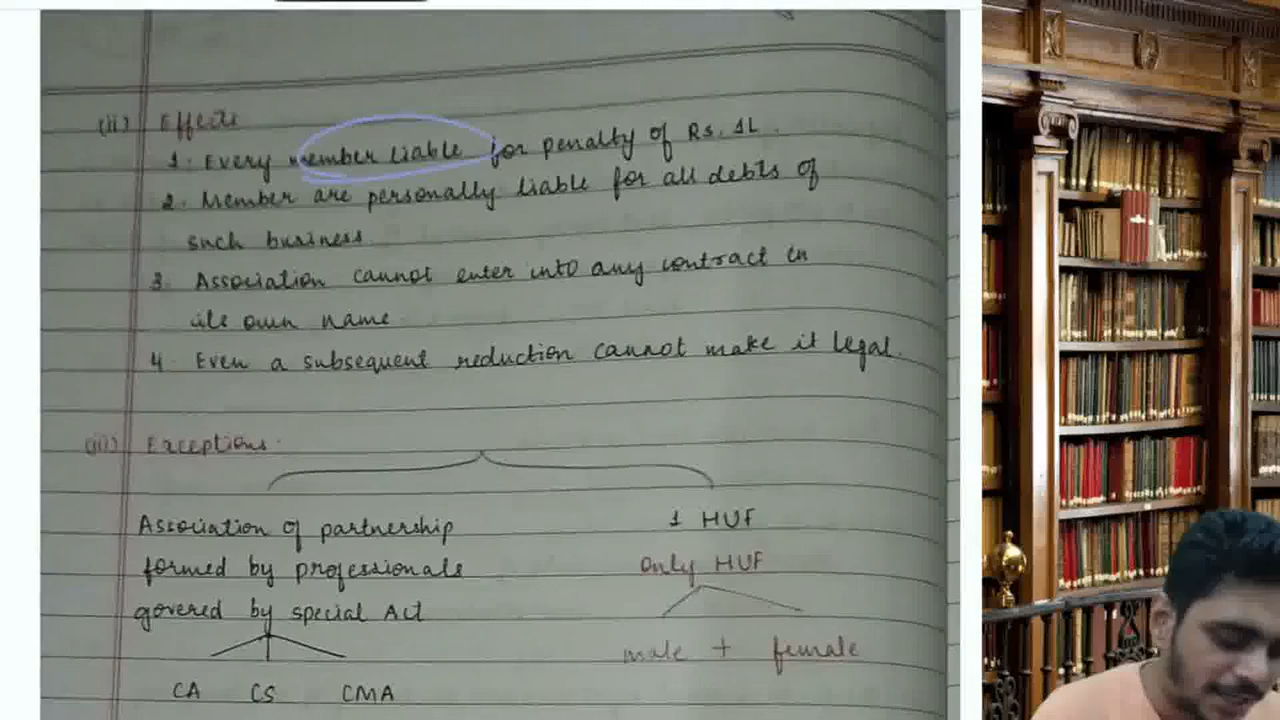 (ii) Effects
1. Every member liable for penalty of Rs. 1L.
2. Member are personally liable for all debts of
such business.
3. Association cannot enter into any contract in
its own name.
4. Even a subsequent reduction cannot make it legal.
(iii) Exceptions.
Association of partnership
formed by professionals
govered by special Act
CA CS CMA
1 HUF
Only HUF
male + female